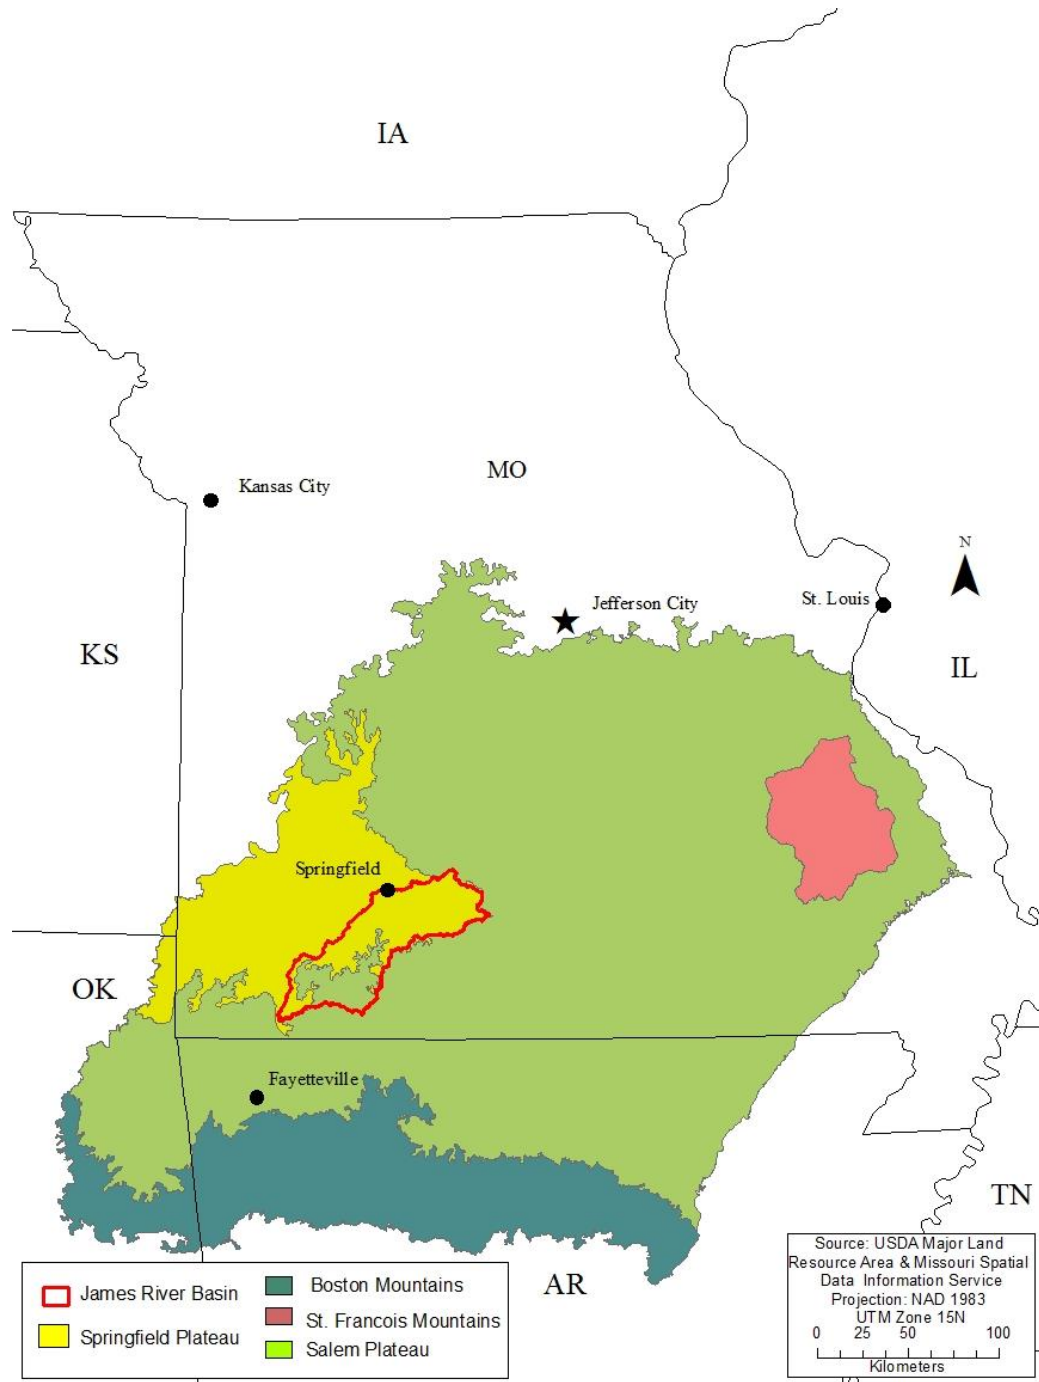 IA
MO
Kansas City
N
Jefferson City
St. Louis
KS
IL
Springfield
OK
Fayetteville
TN
AR
James River Basin
Springfield Plateau
Boston Mountains
St. Francois Mountains
Salem Plateau
Source: USDA Major Land
Resource Area & Missouri Spatial
Data Information Service
Projection: NAD 1983
UTM Zone 15N
0 25 50 100
Kilometers